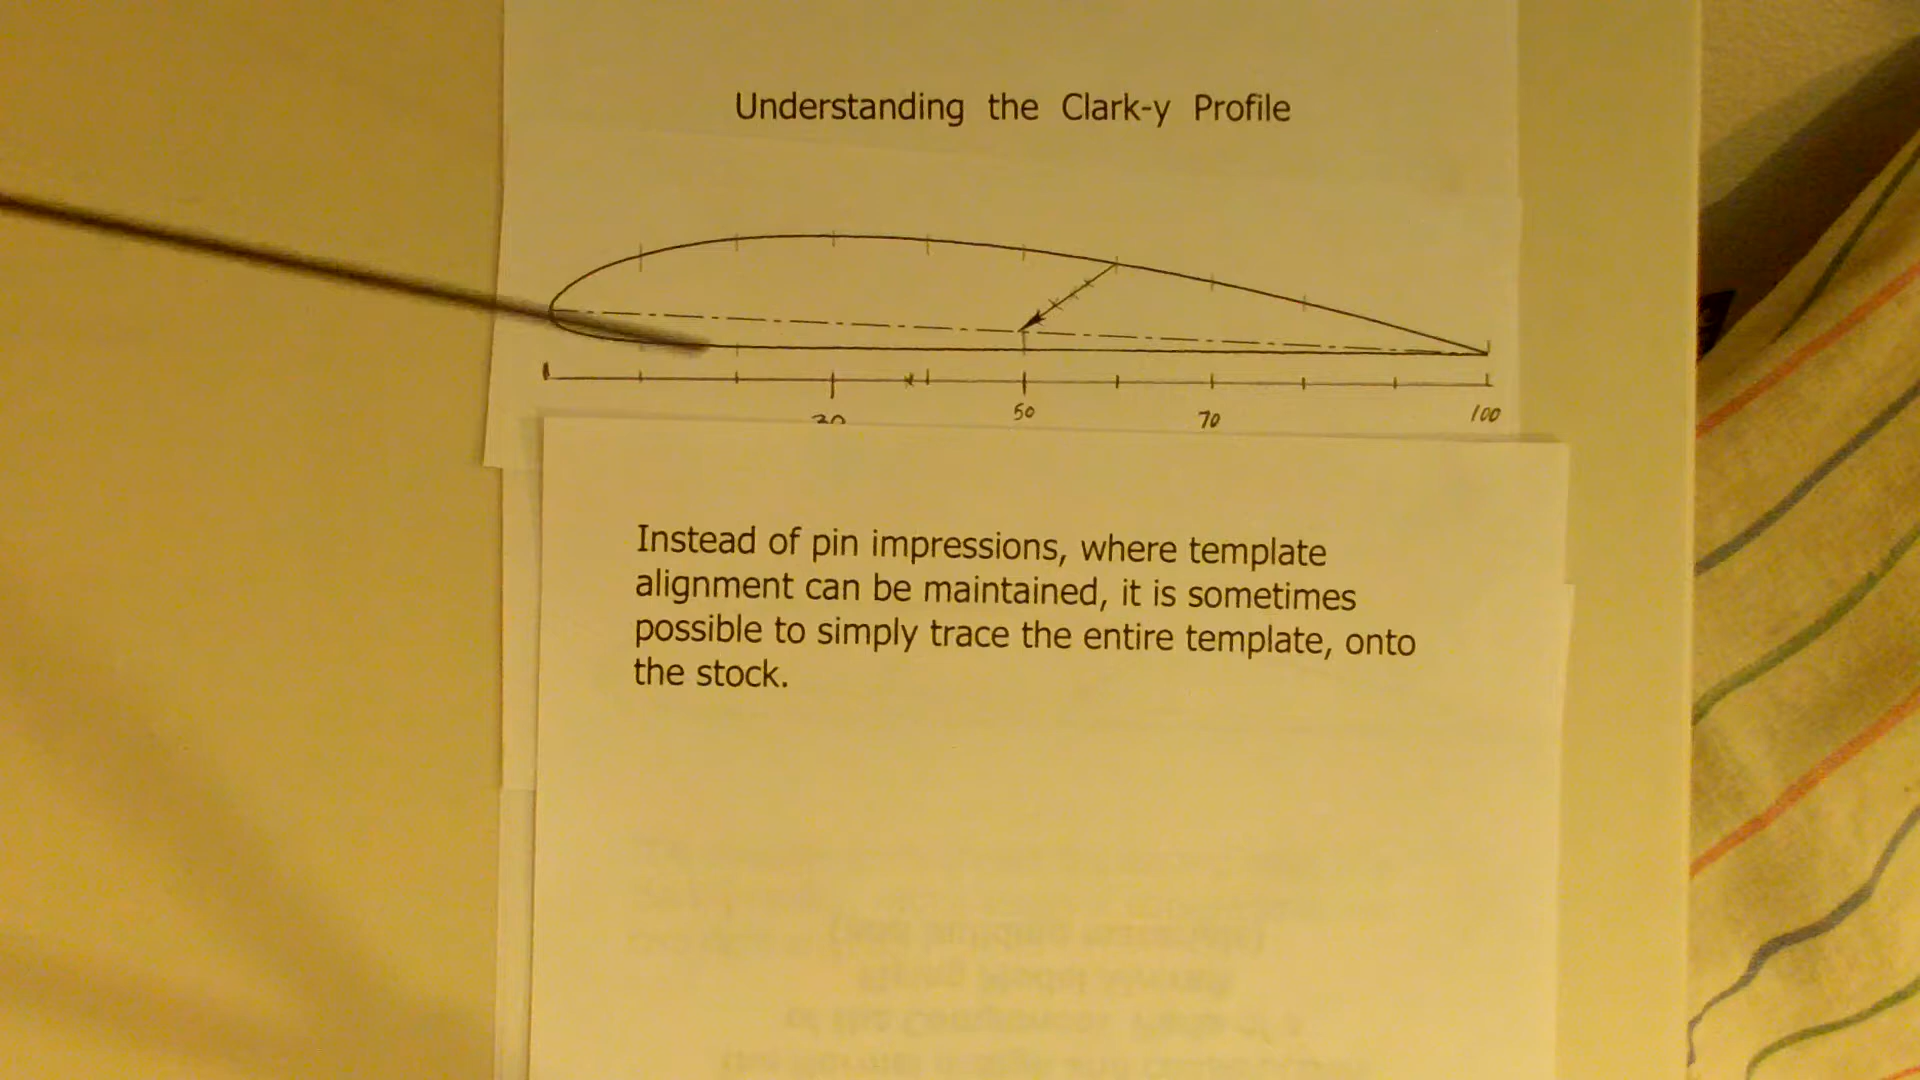 Understanding the Clark-y Profile
50 70 100
Instead of pin impressions, where template
alignment can be maintained, it is sometimes
possible to simply trace the entire template, onto
the stock.